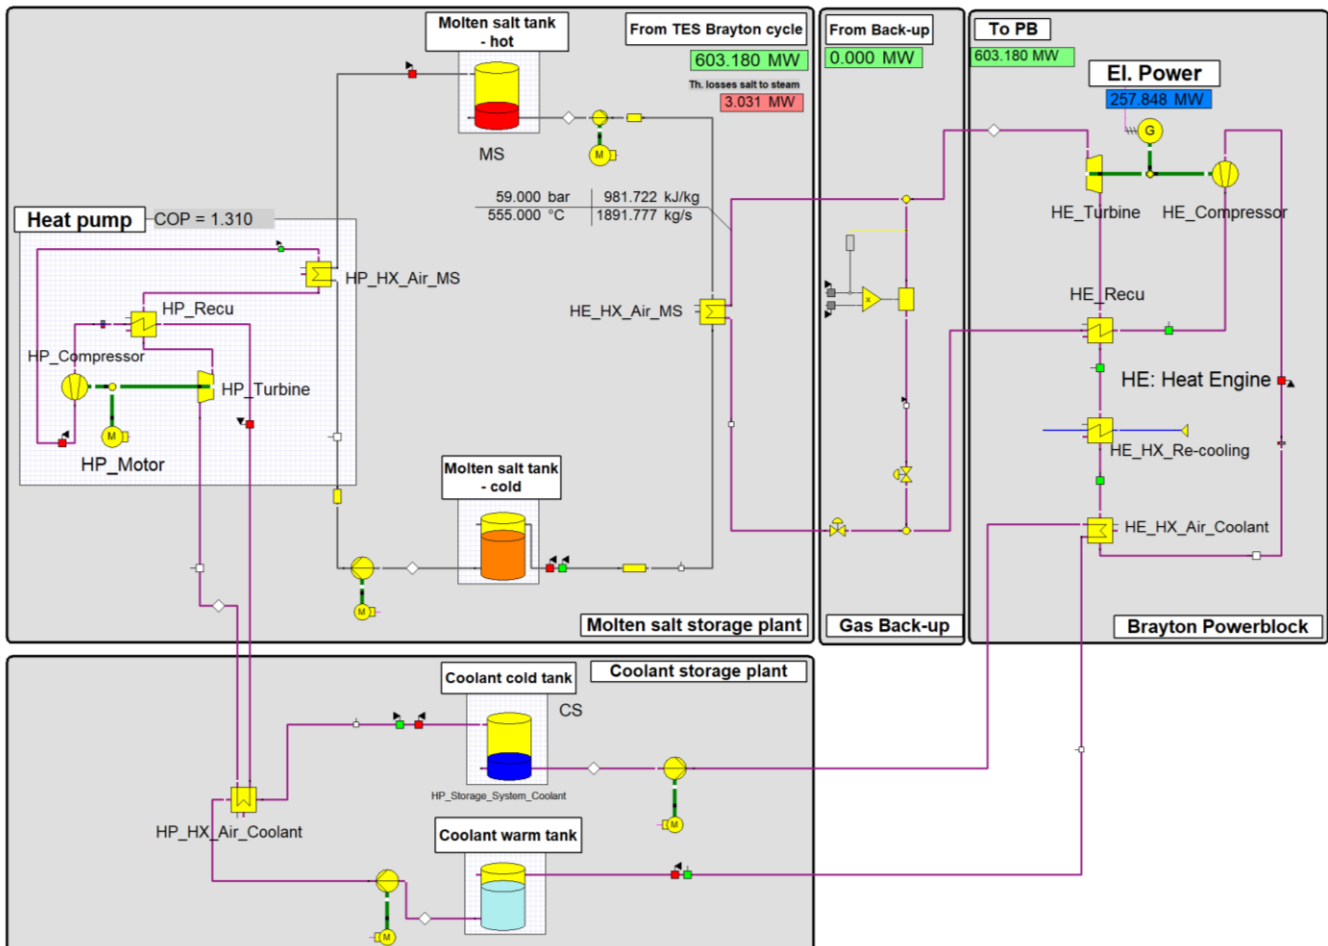 Molten salt tank
- hot
From TES Brayton cycle
603.180 MW
Th. losses salt to steam
3.031 MW
From Back-up
0.000 MW
To PB
603.180 MW
El. Power
257.848 MW
G
M
MS
59.000 bar 981.722 kJ/kg
555.000 °C 1891.777 kg/s
HE_Turbine
HE_Compressor
Heat pump
COP = 1.310
HP_HX_Air_MS
HP_Recu
HE_HX_Air_MS
x
HE_Recu
HP_Compressor
HP_Turbine
HE: Heat Engine
M
HP_Motor
HE_HX_Re-cooling
Molten salt tank
- cold
HE_HX_Air_Coolant
M
Molten salt storage plant
Gas Back-up
Brayton Powerblock
Coolant cold tank
Coolant storage plant
CS
HP_Storage_System_Coolant
M
HP_HX_Air_Coolant
Coolant warm tank
M